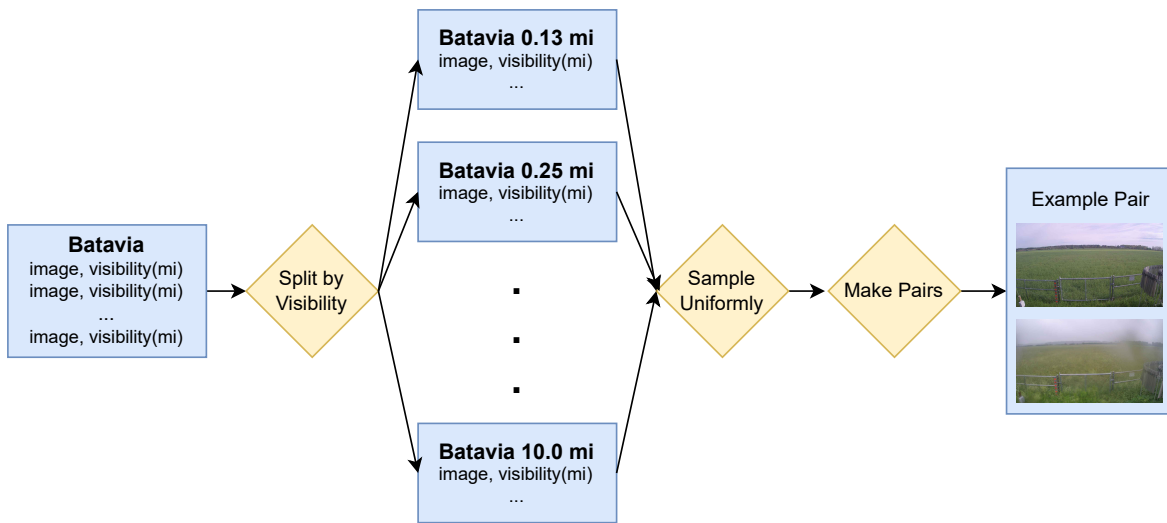 Batavia
image, visibility(mi)
image, visibility(mi)
...
image, visibility(mi)
Split by
Visibility
Batavia 0.13 mi
image, visibility(mi)
...
Batavia 0.25 mi
image, visibility(mi)
...
.
.
.
Batavia 10.0 mi
image, visibility(mi)
...
Sample
Uniformly
Make Pairs
Example Pair